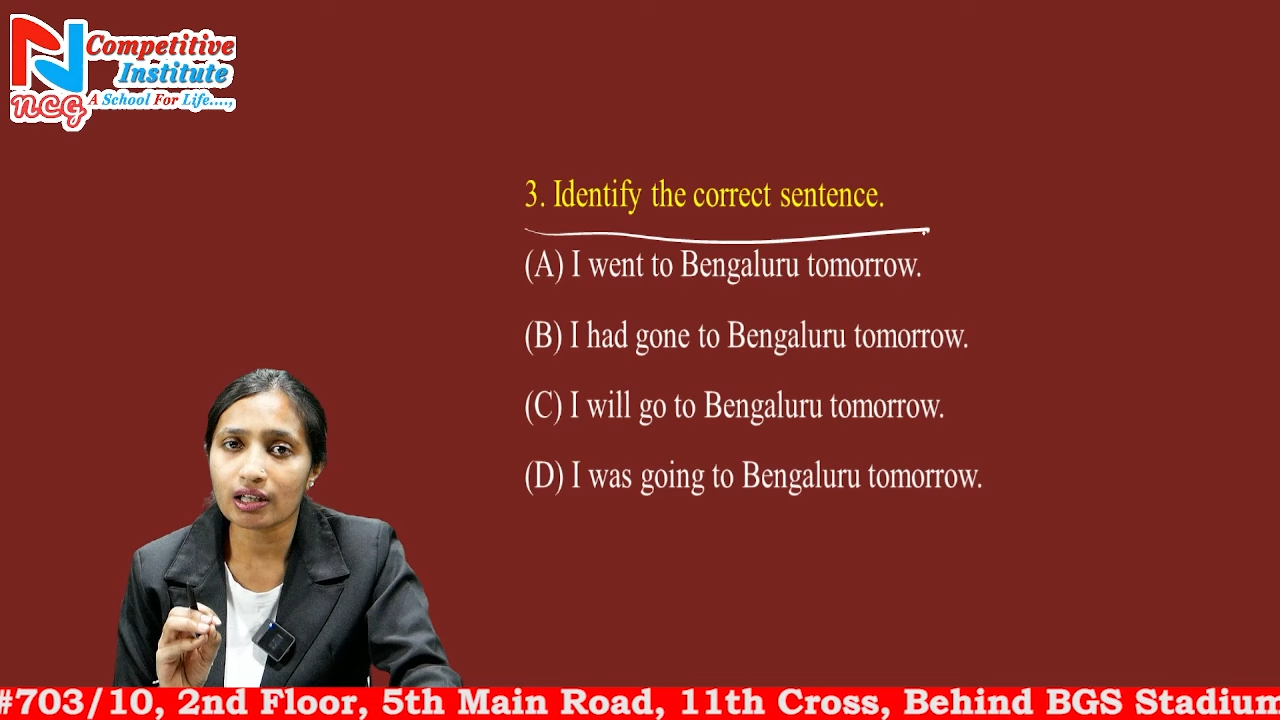 Competitive
Institute
NCG A School For Life....,
3. Identify the correct sentence.
(A) I went to Bengaluru tomorrow.
(B) I had gone to Bengaluru tomorrow.
(C) I will go to Bengaluru tomorrow.
(D) I was going to Bengaluru tomorrow.
#703/10, 2nd Floor, 5th Main Road, 11th Cross, Behind BGS Stadium